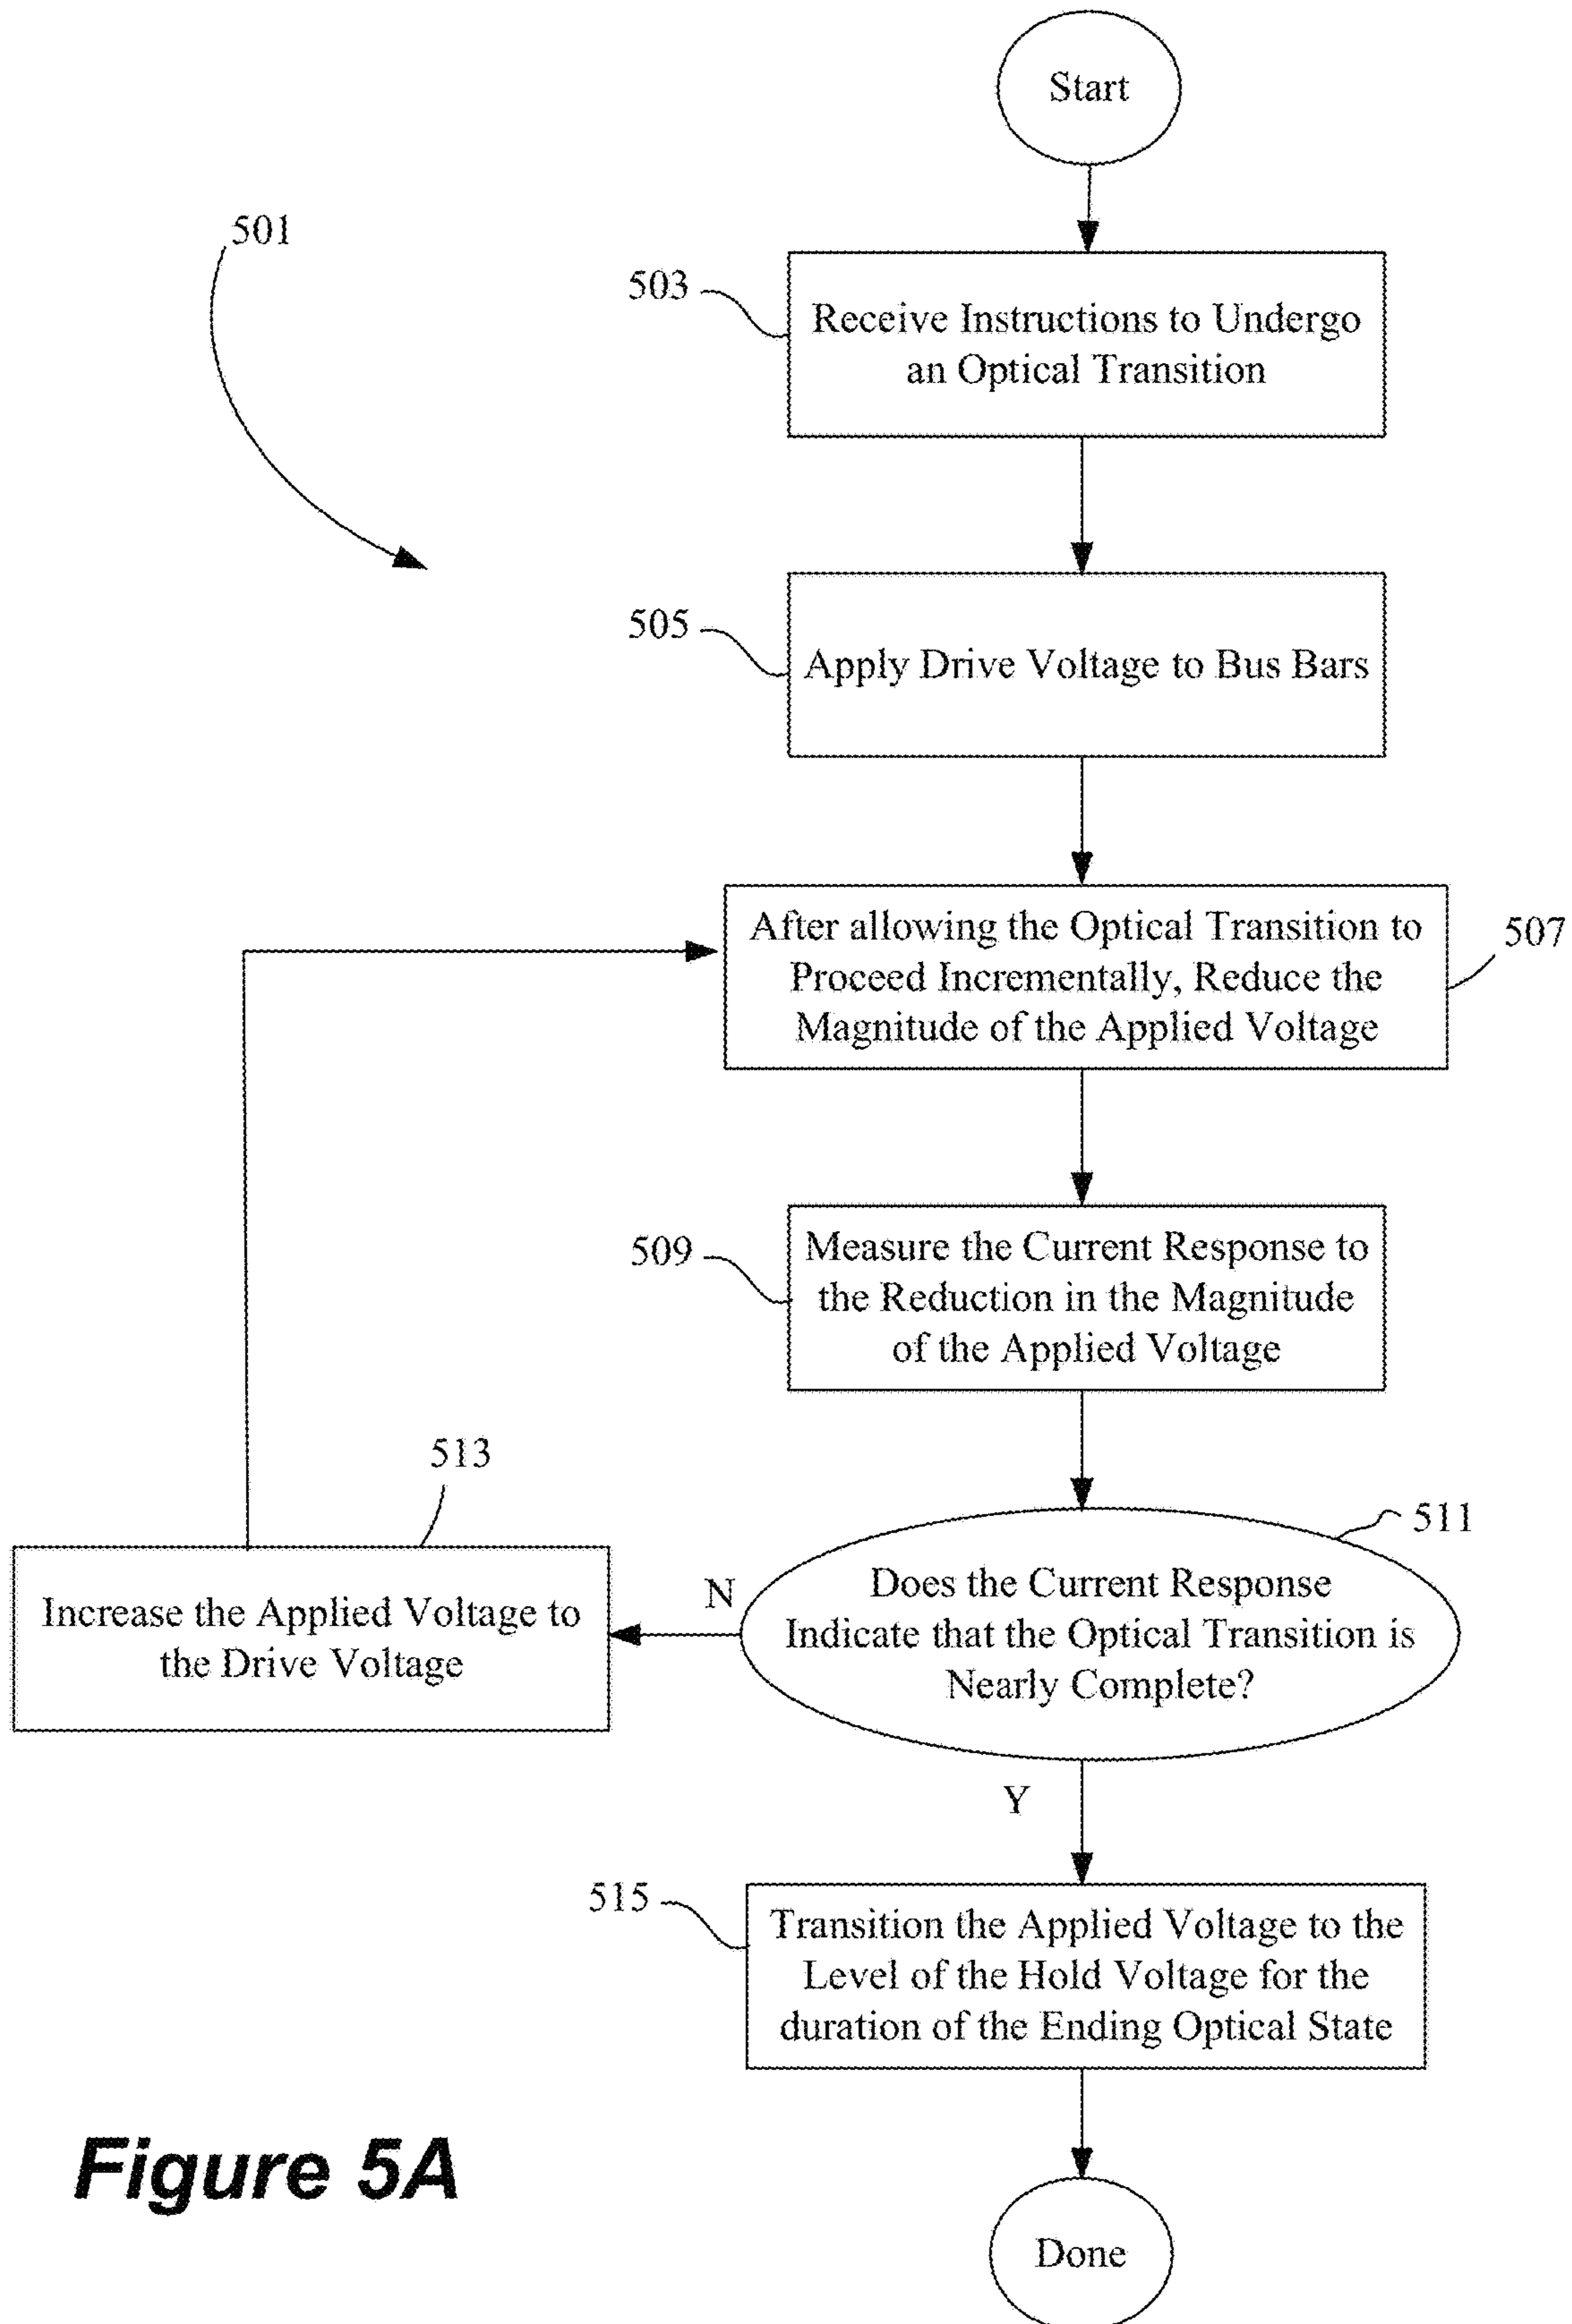 Start
501
503
Receive Instructions to Undergo
an Optical Transition
505
Apply Drive Voltage to Bus Bars
507
After allowing the Optical Transition to
Proceed Incrementally, Reduce the
Magnitude of the Applied Voltage
509
Measure the Current Response to
the Reduction in the Magnitude
of the Applied Voltage
511
Does the Current Response
Indicate that the Optical Transition is
Nearly Complete?
N
513
Increase the Applied Voltage to
the Drive Voltage
Y
515
Transition the Applied Voltage to the
Level of the Hold Voltage for the
duration of the Ending Optical State
Done
Figure 5A